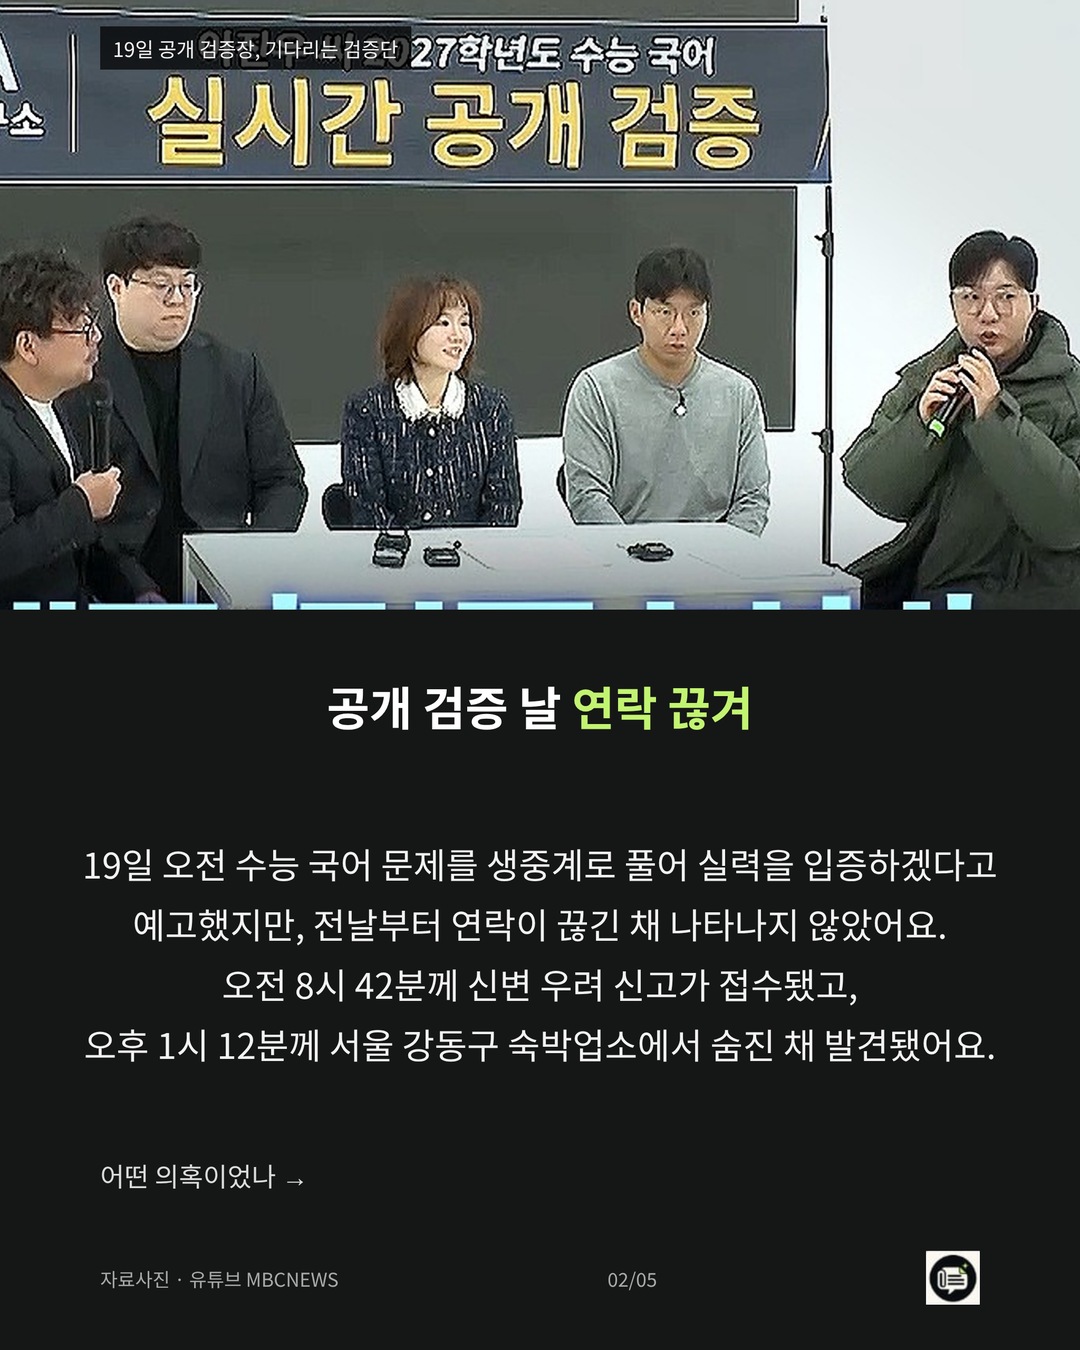 19일 공개 검증장, 기다리는 검증단
27학년도 수능 국어
실시간 공개 검증
공개 검증 날 연락 끊겨
19일 오전 수능 국어 문제를 생중계로 풀어 실력을 입증하겠다고
예고했지만, 전날부터 연락이 끊긴 채 나타나지 않았어요.
오전 8시 42분께 신변 우려 신고가 접수됐고,
오후 1시 12분께 서울 강동구 숙박업소에서 숨진 채 발견됐어요.
어떤 의혹이었나 →
자료사진 · 유튜브 MBCNEWS
02/05